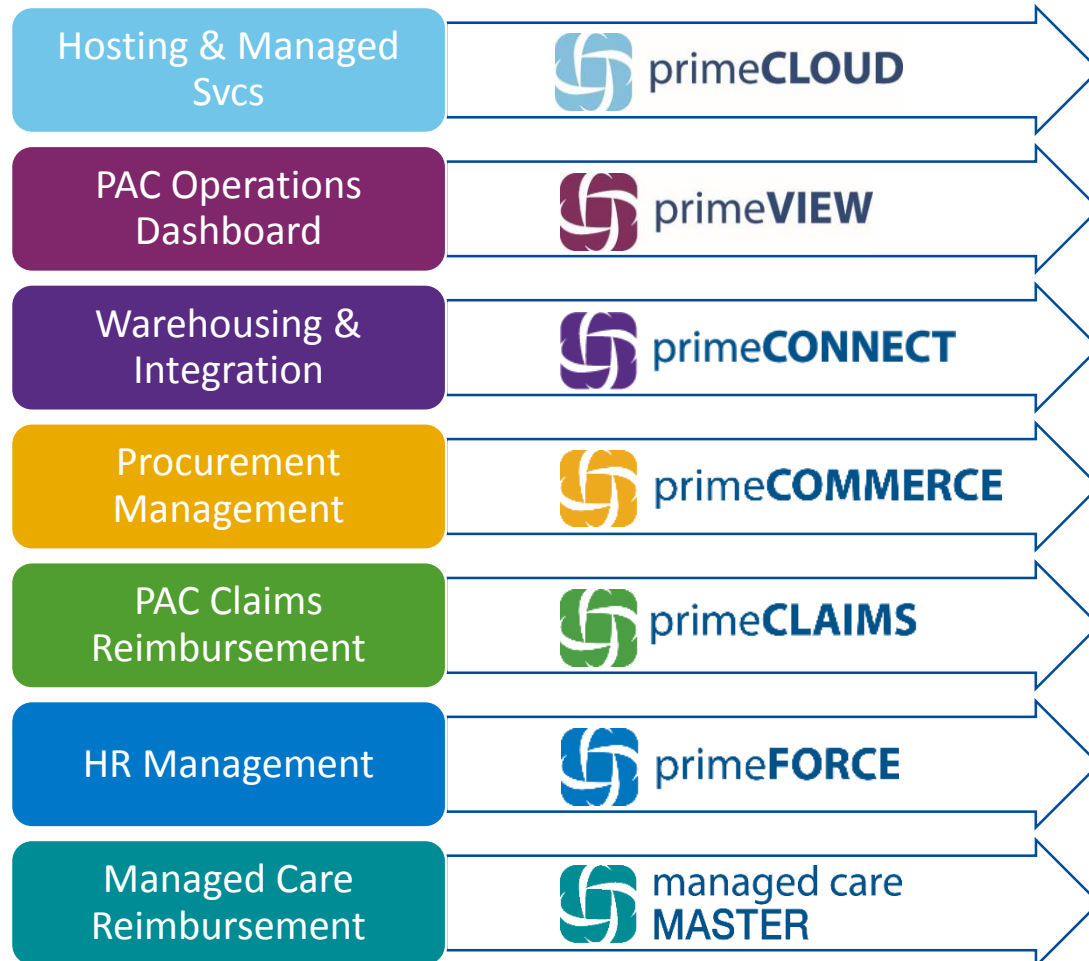 Hosting & Managed
Svcs
primeCLOUD
PAC Operations
Dashboard
primeVIEW
Warehousing &
Integration
primeCONNECT
Procurement
Management
primeCOMMERCE
PAC Claims
Reimbursement
primeCLAIMS
HR Management
primeFORCE
Managed Care
Reimbursement
managed care
MASTER